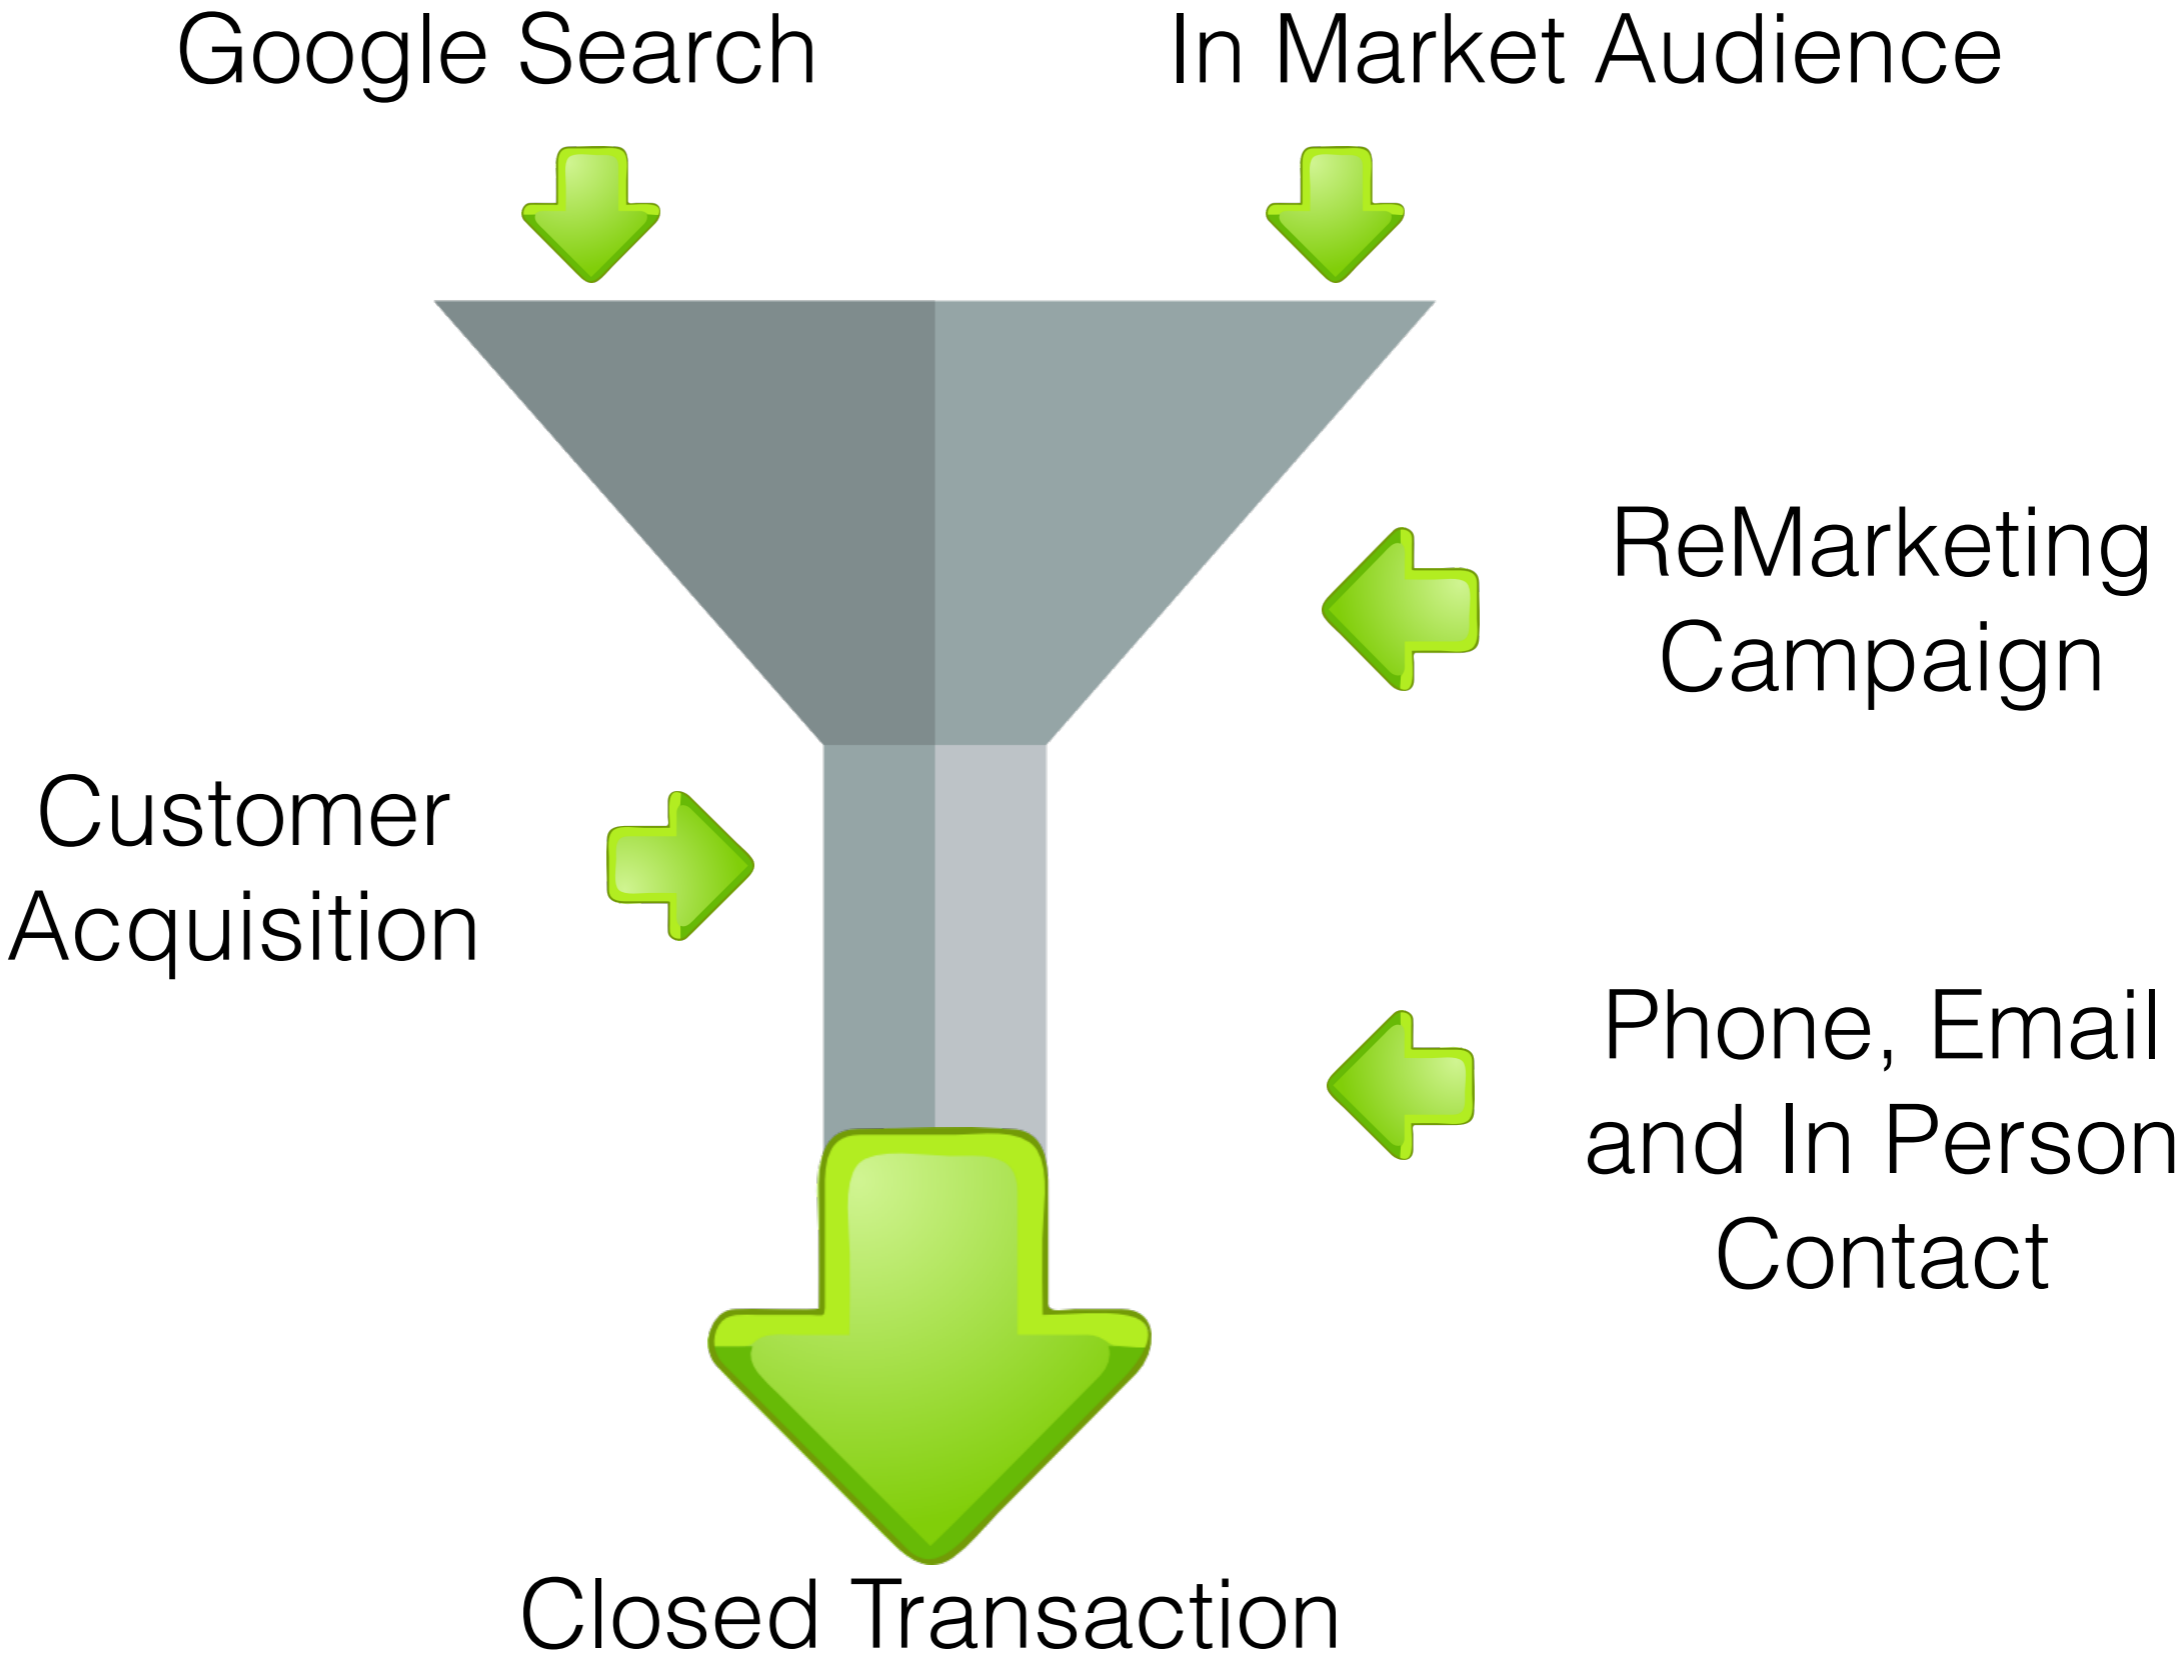 Google Search
In Market Audience
ReMarketing
Campaign
Customer
Acquisition
Phone, Email
and In Person
Contact
Closed Transaction